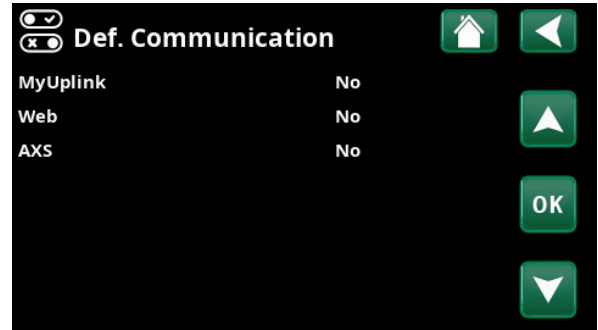 Def. Communication
MyUplink No
Web No
AXS No
OK